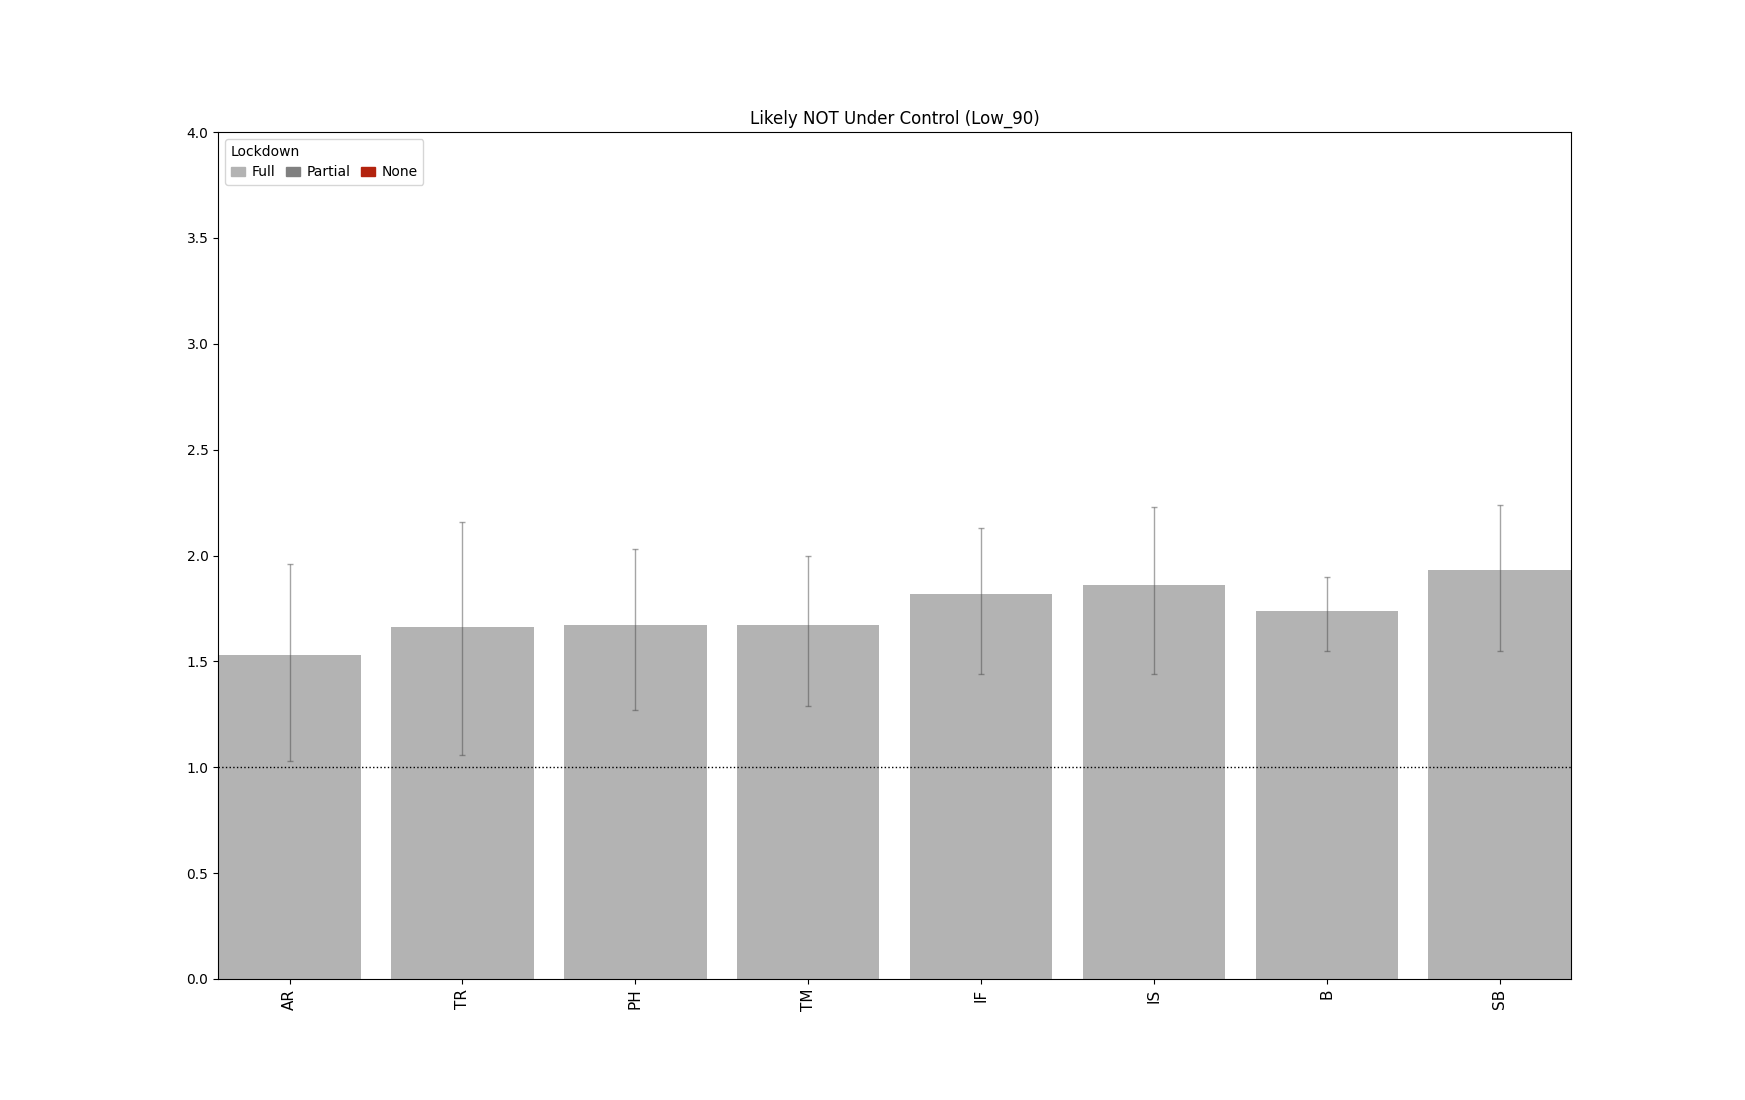 Likely NOT Under Control (Low_90)
Lockdown
Full Partial None
4.0
3.5
3.0
2.5
2.0
1.5
1.0
0.5
0.0
AR TR PH TM IF IS B SB